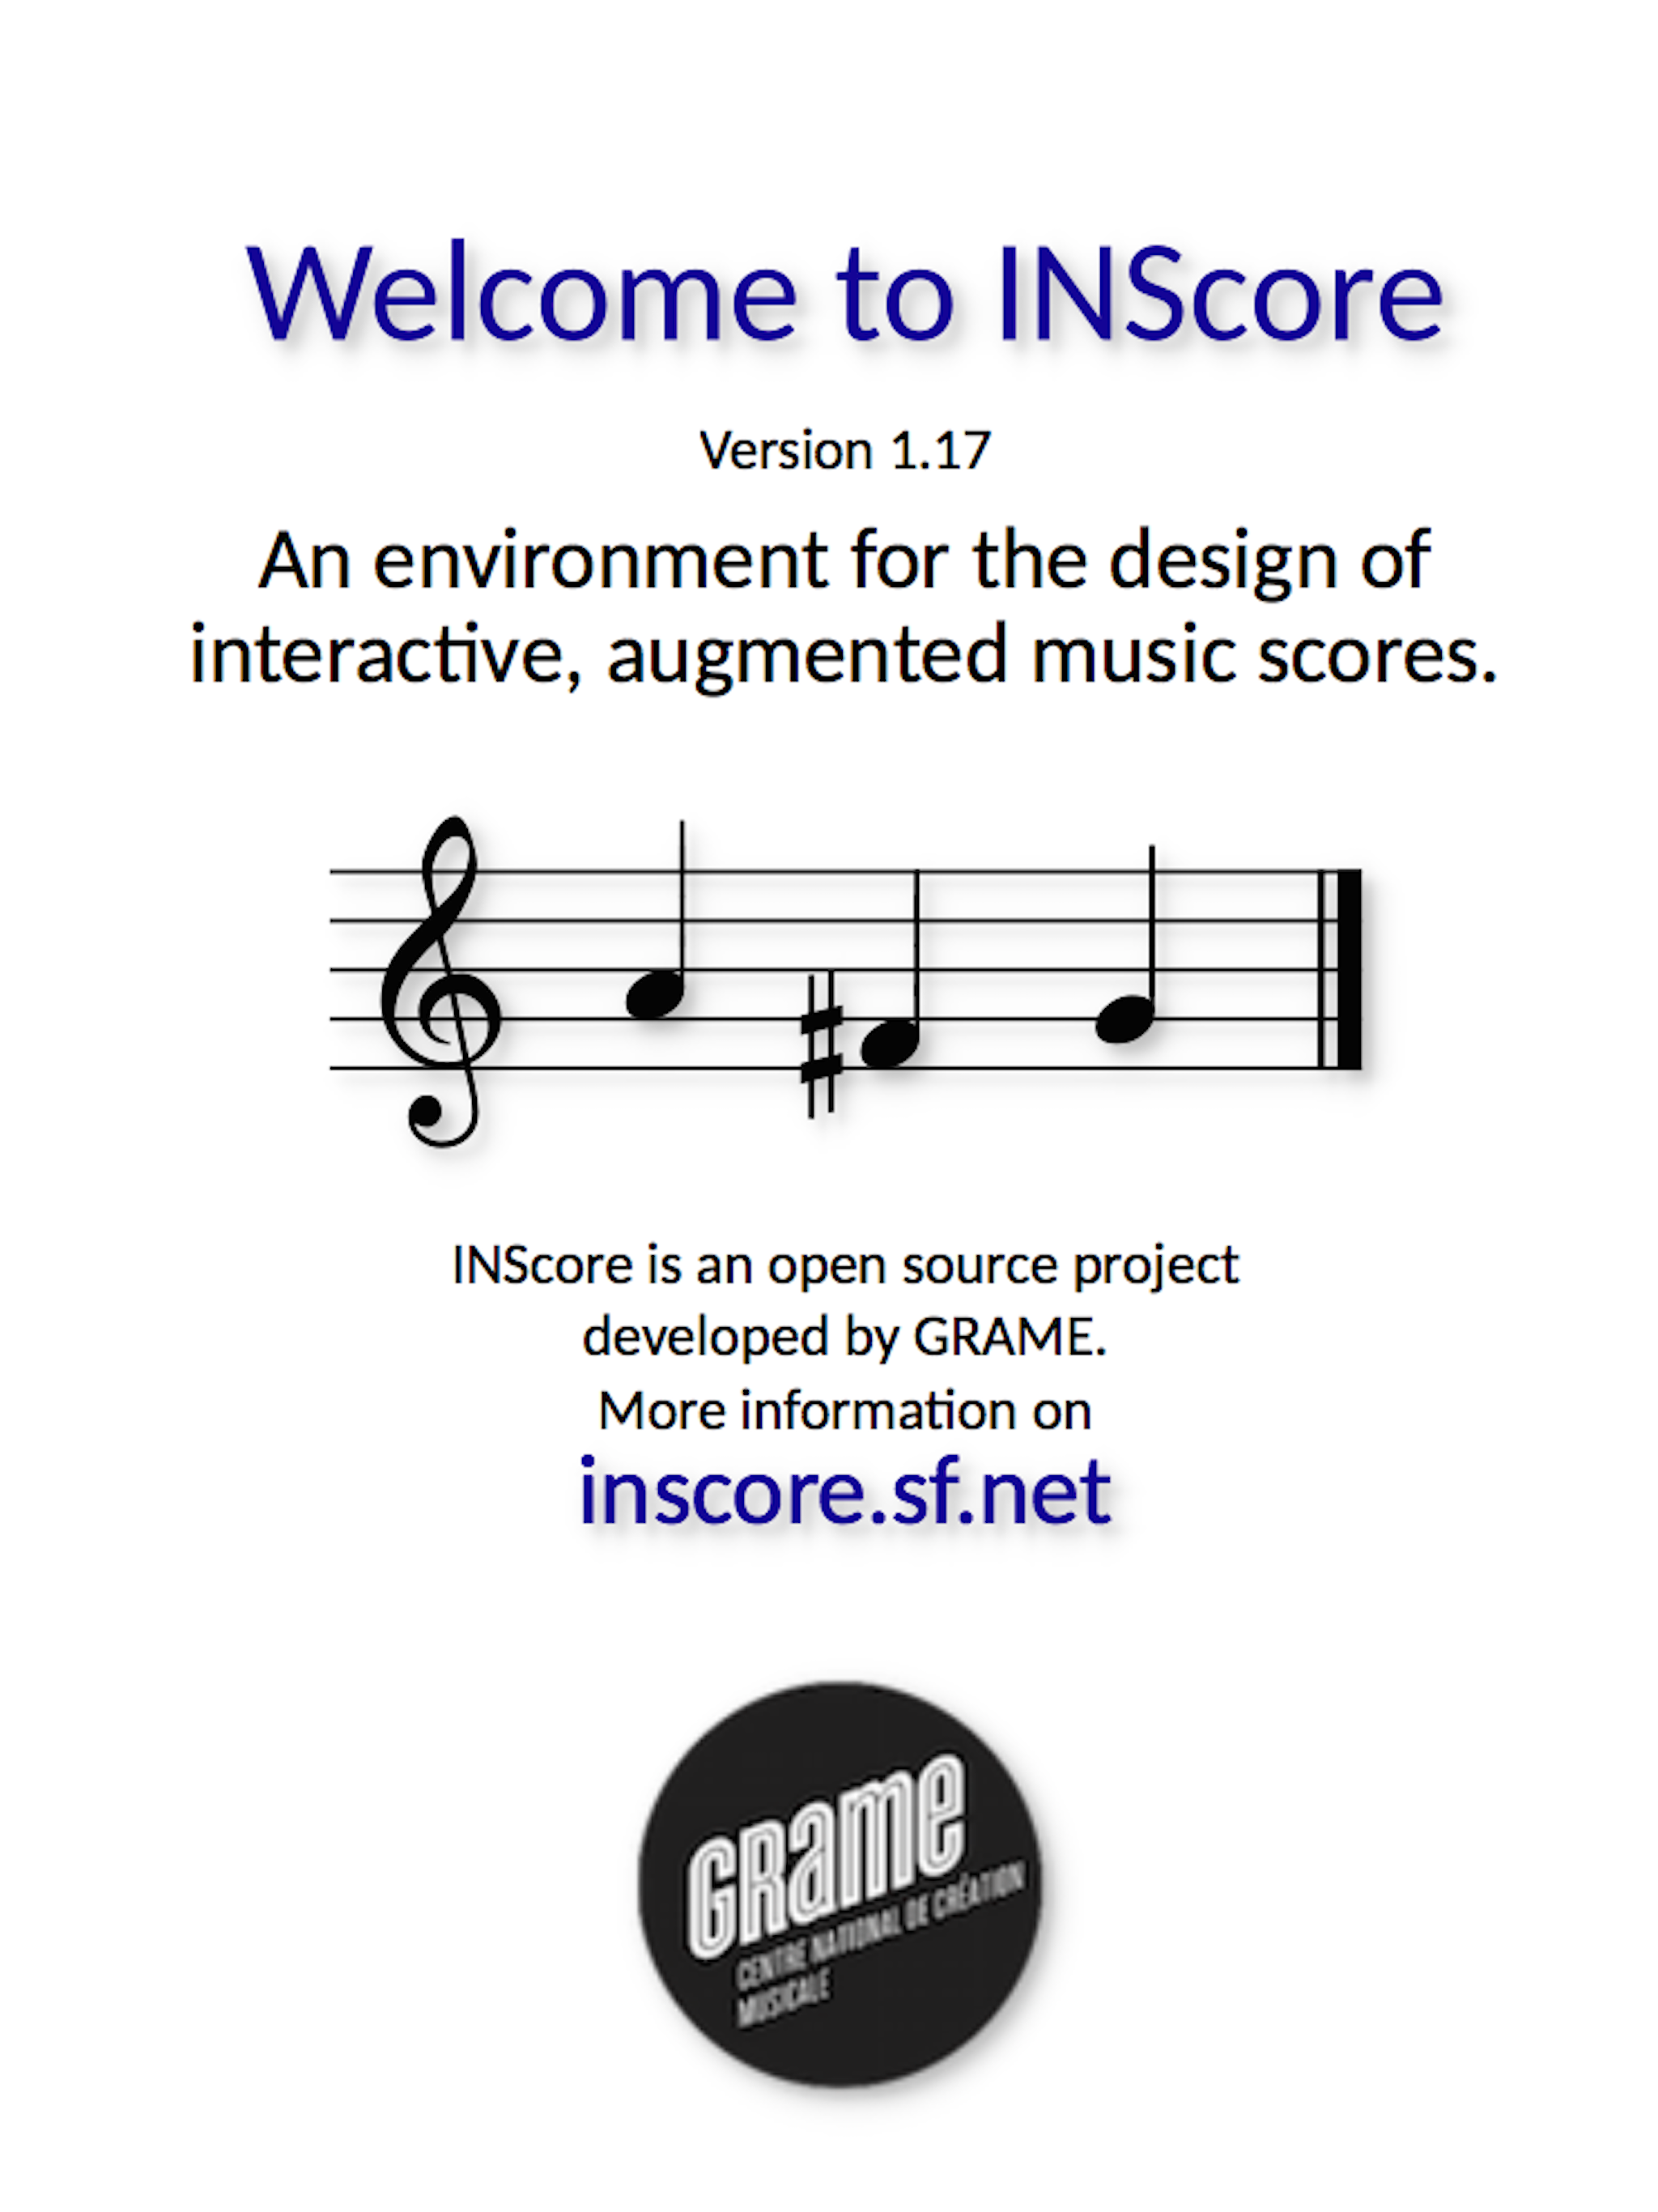 Welcome to INScore
Version 1.17
An environment for the design of
interactive, augmented music scores.
INScore is an open source project
developed by GRAME.
More information on
inscore.sf.net
GRame
CENTRE NATIONAL DE CRÉATION
MUSICALE